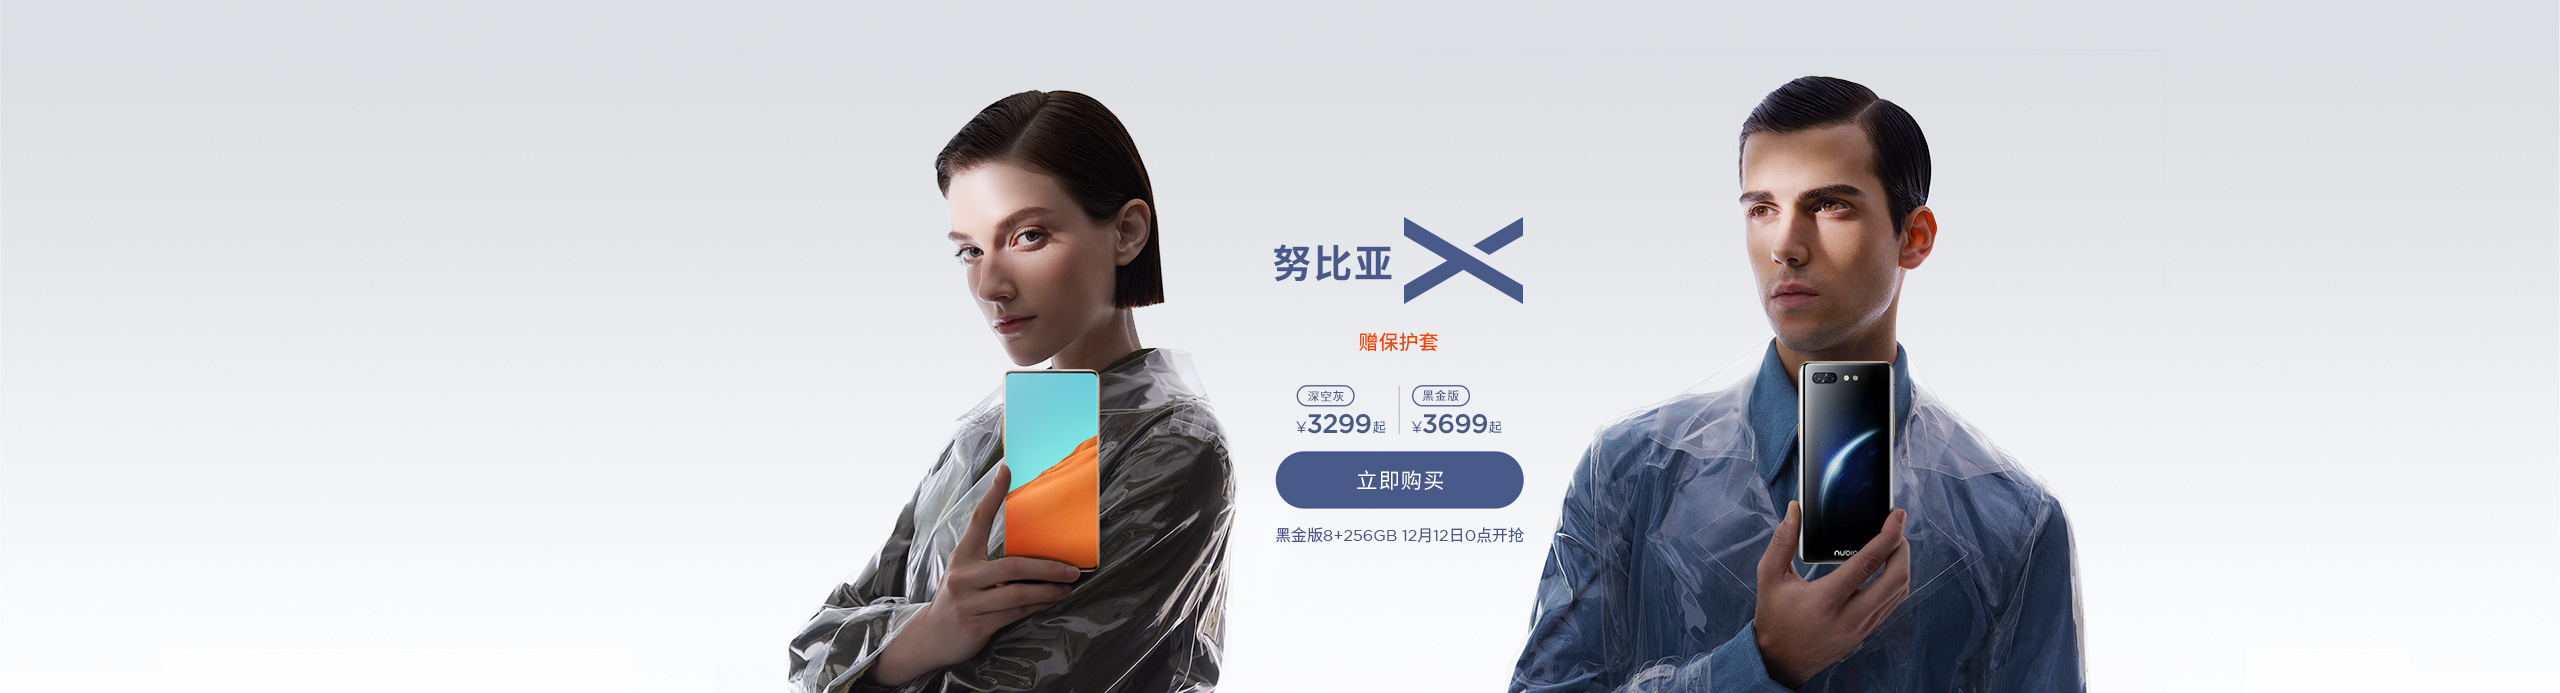 努比亚 X
赠保护套
深空灰
¥3299起
黑金版
¥3699起
立即购买
黑金版8+256GB 12月12日0点开抢